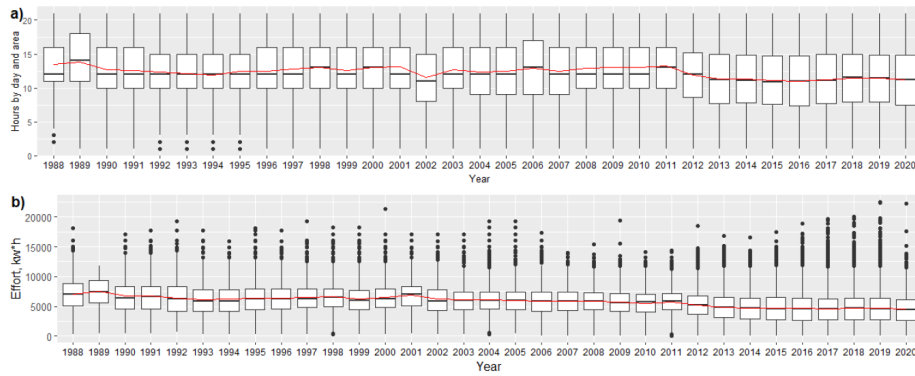 a)
Hours by day and area
20
15
10
5
0
1988 1989 1990 1991 1992 1993 1994 1995 1996 1997 1998 1999 2000 2001 2002 2003 2004 2005 2006 2007 2008 2009 2010 2011 2012 2013 2014 2015 2016 2017 2018 2019 2020
Year
b)
Effort, kw*h
20000
15000
10000
5000
0
1988 1989 1990 1991 1992 1993 1994 1995 1996 1997 1998 1999 2000 2001 2002 2003 2004 2005 2006 2007 2008 2009 2010 2011 2012 2013 2014 2015 2016 2017 2018 2019 2020
Year